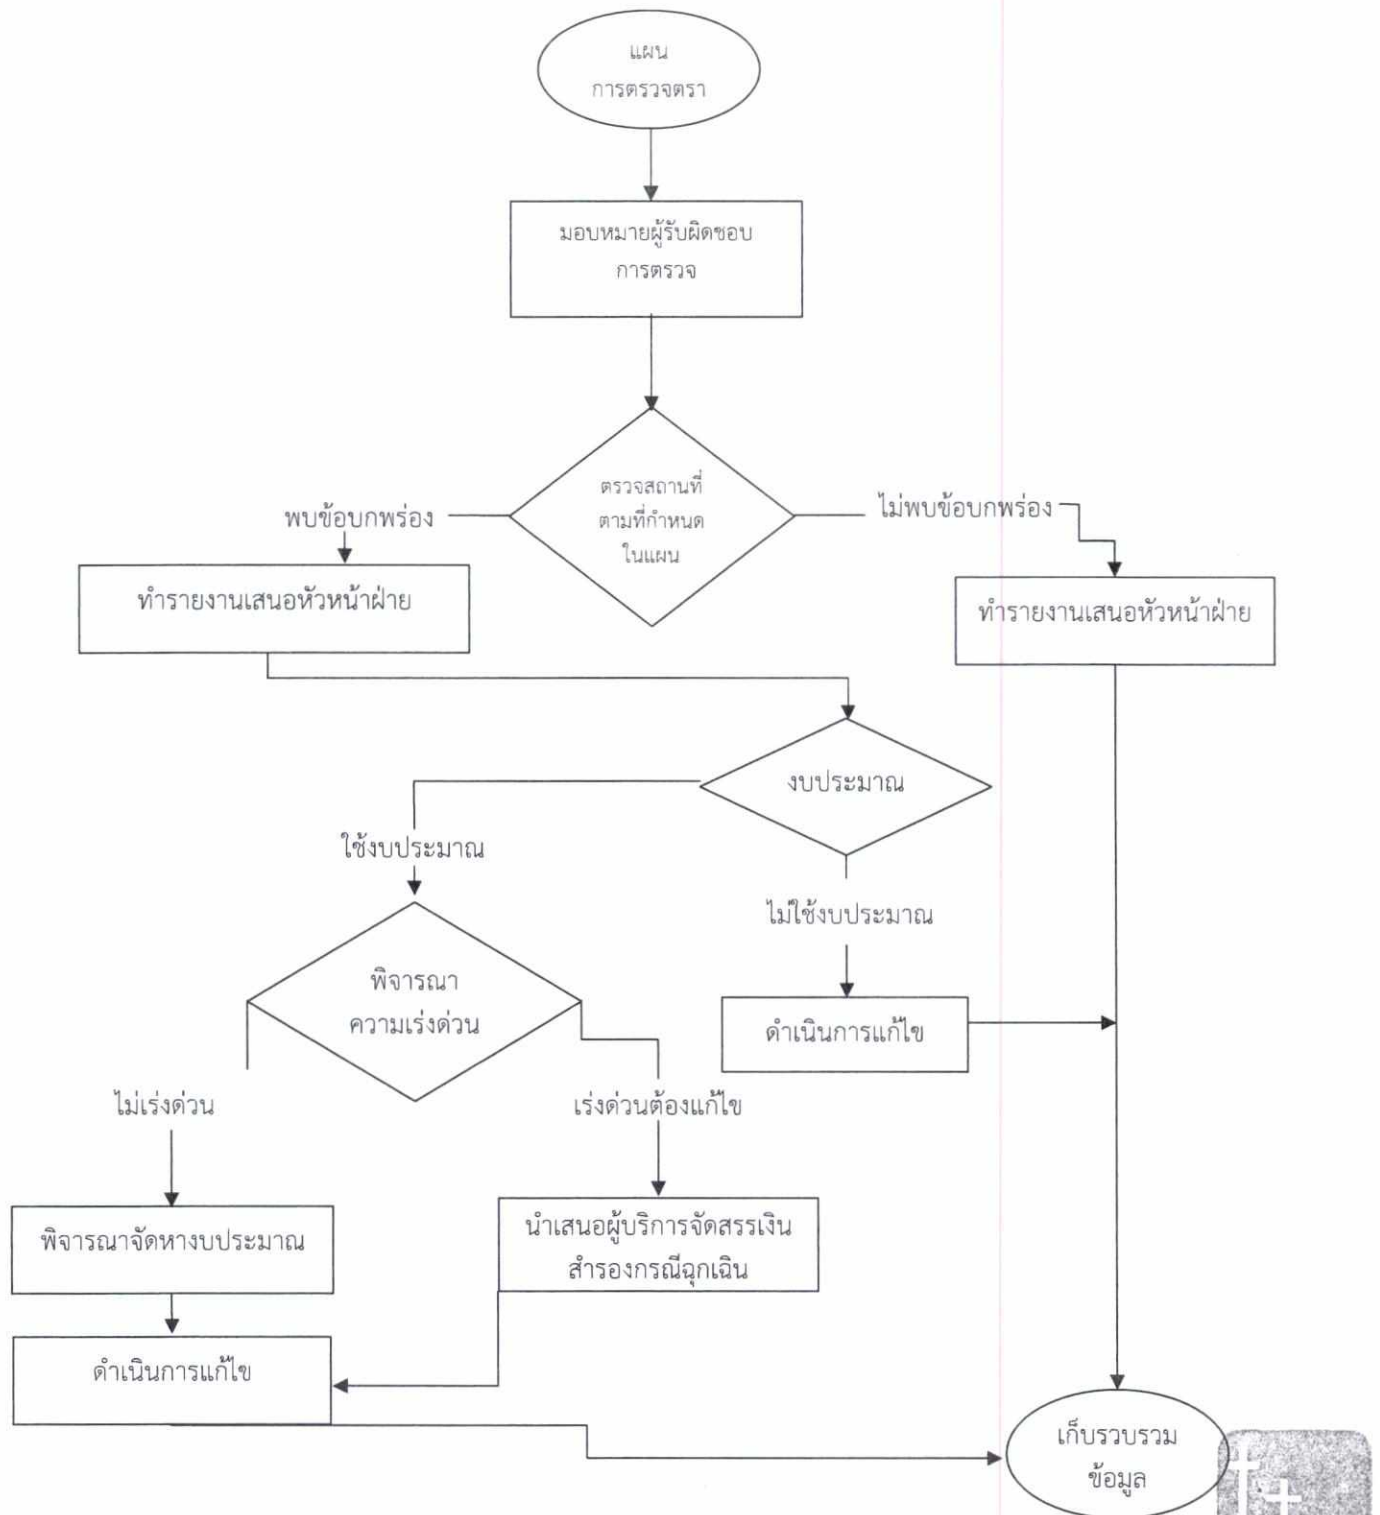 แผน
การตรวจตรา
มอบหมายผู้รับผิดชอบ
การตรวจ
ตรวจสถานที่
ตามที่กำหนด
ในแผน
พบข้อบกพร่อง
ไม่พบข้อบกพร่อง
ทำรายงานเสนอหัวหน้าฝ่าย
ทำรายงานเสนอหัวหน้าฝ่าย
งบประมาณ
ใช้งบประมาณ
ไม่ใช้งบประมาณ
พิจารณา
ความเร่งด่วน
ดำเนินการแก้ไข
ไม่เร่งด่วน
เร่งด่วนต้องแก้ไข
พิจารณาจัดหางบประมาณ
นำเสนอผู้บริการจัดสรรเงิน
สำรองกรณีฉุกเฉิน
ดำเนินการแก้ไข
เก็บรวบรวม
ข้อมูล